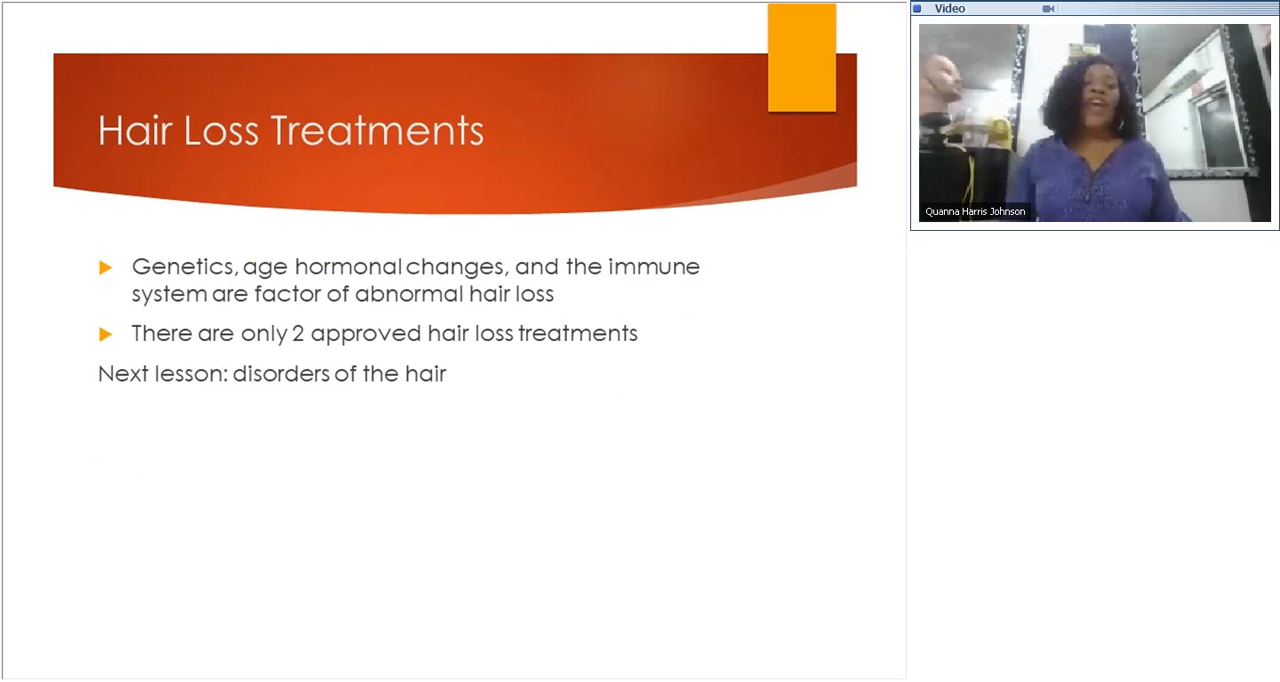 Hair Loss Treatments
Genetics, age hormonal changes, and the immune
system are factor of abnormal hair loss
There are only 2 approved hair loss treatments
Next lesson: disorders of the hair
Video
Quanna Harris Johnson